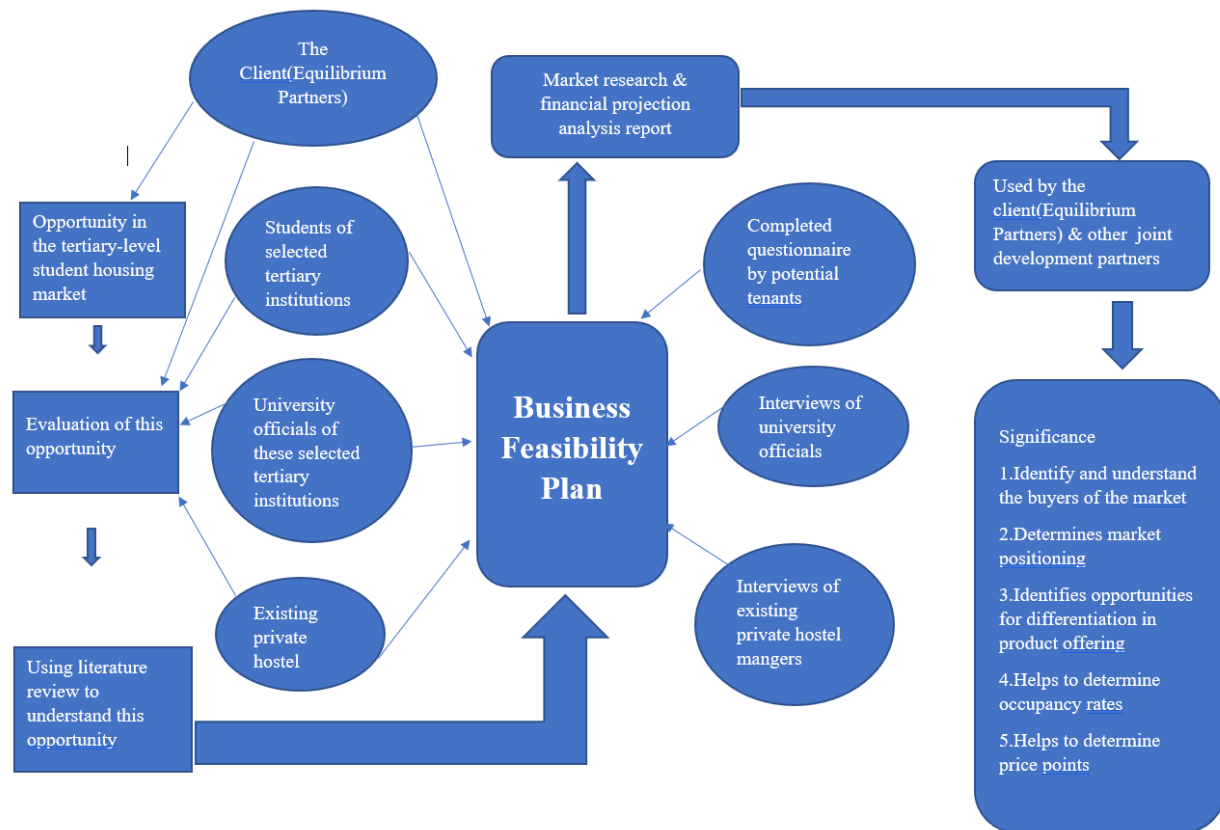 The
Client(Equilibrium
Partners)
Market research &
financial projection
analysis report
Opportunity in
the tertiary-level
student housing
market
Students of
selected
tertiary
institutions
Completed
questionnaire
by potential
tenants
Used by the
client(Equilibrium
Partners) & other joint
development partners
Evaluation of this
opportunity
University
officials of
these selected
tertiary
institutions
Business
Feasibility
Plan
Interviews of
university
officials
Existing
private
hostel
Interviews of
existing
private hostel
mangers
Using literature
review to
understand this
opportunity
Significance
1.Identify and understand
the buyers of the market
2.Determines market
positioning
3.Identifies opportunities
for differentiation in
product offering
4.Helps to determine
occupancy rates
5.Helps to determine
price points